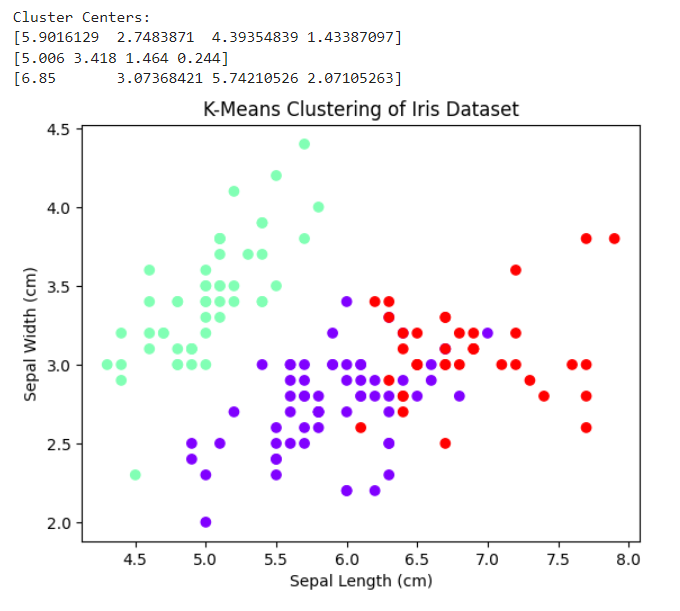 Cluster Centers:
[5.9016129  2.7483871  4.39354839 1.43387097]
[5.006 3.418 1.464 0.244]
[6.85       3.07368421 5.74210526 2.07105263]
K-Means Clustering of Iris Dataset
4.5
4.0
3.5
3.0
2.5
2.0
Sepal Width (cm)
4.5 5.0 5.5 6.0 6.5 7.0 7.5 8.0
Sepal Length (cm)